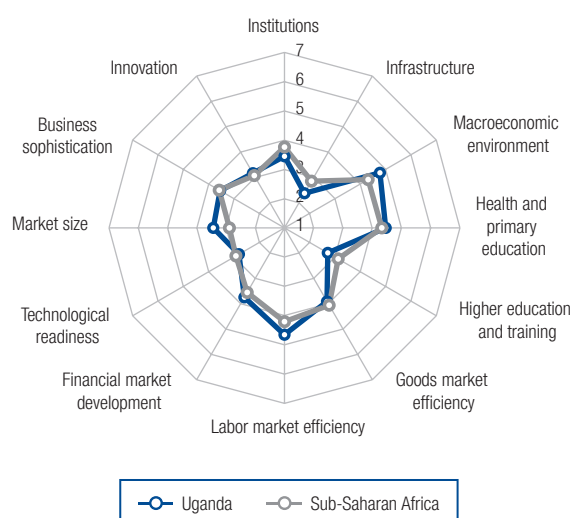 Institutions
7
6
5
4
3
2
1
Infrastructure
Macroeconomic
environment
Health and
primary
education
Higher education
and training
Goods market
efficiency
Labor market efficiency
Financial market
development
Technological
readiness
Market size
Business
sophistication
Innovation
Uganda
Sub-Saharan Africa